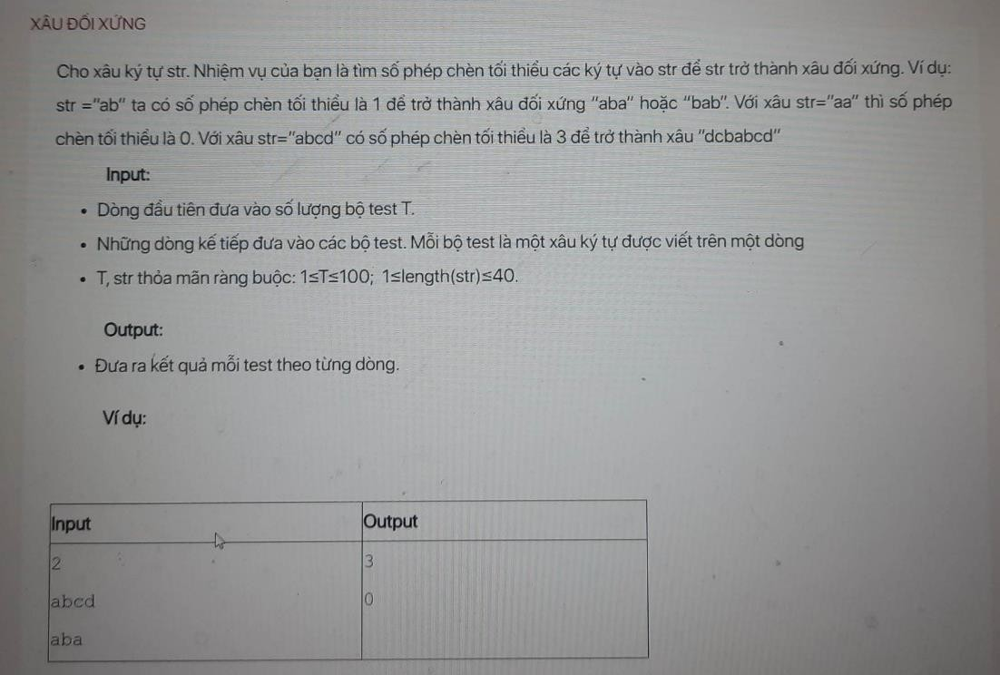 XÂU ĐỐI XỨNG
Cho xâu ký tự str. Nhiệm vụ của bạn là tìm số phép chèn tối thiểu các ký tự vào str để str trở thành xâu đối xứng. Ví dụ:
str ="ab" ta có số phép chèn tối thiểu là 1 để trở thành xâu đối xứng "aba" hoặc "bab". Với xâu str="aa" thì số phép
chèn tối thiểu là 0. Với xâu str="abcd" có số phép chèn tối thiểu là 3 để trở thành xâu "dcbabcd"
Input:
• Dòng đầu tiên đưa vào số lượng bộ test T.
• Những dòng kế tiếp đưa vào các bộ test. Mỗi bộ test là một xâu ký tự được viết trên một dòng
• T, str thỏa mãn ràng buộc: 1≤T≤100; 1≤length(str)≤40.
Output:
• Đưa ra kết quả mỗi test theo từng dòng.
Ví dụ:
Input Output
2 3
abcd 0
aba